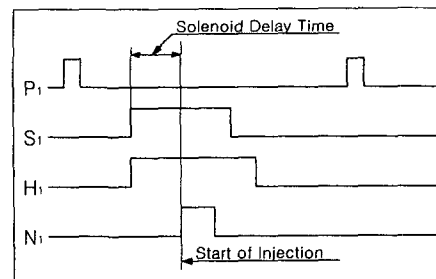 Solenoid Delay Time
P1
S1
H1
N1
Start of Injection